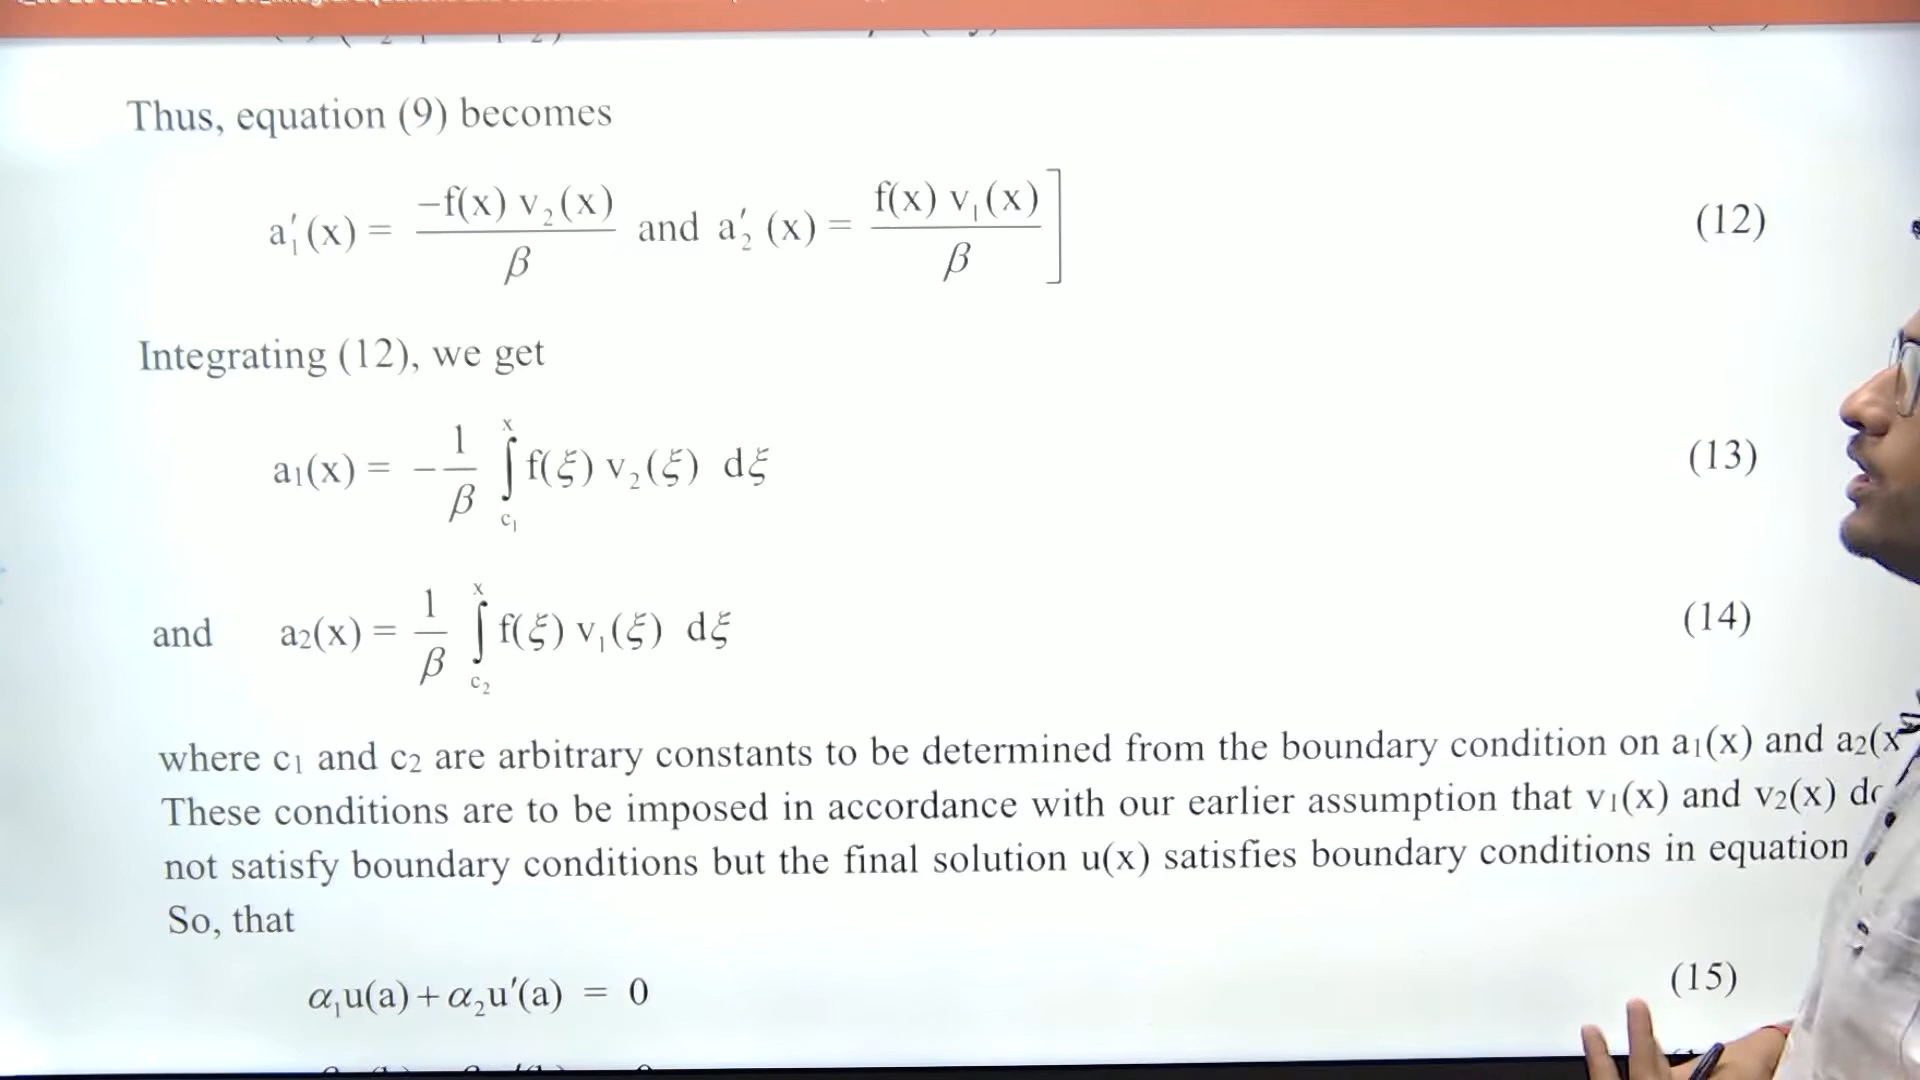 Thus, equation (9) becomes
a₁′(x) = −f(x) v₂(x) / β and a₂′ (x) = f(x) v₁(x) / β ] (12)
Integrating (12), we get
a₁(x) = −1/β ∫_{c₁}^{x} f(ξ) v₂(ξ) dξ (13)
and a₂(x) = 1/β ∫_{c₂}^{x} f(ξ) v₁(ξ) dξ (14)
where c₁ and c₂ are arbitrary constants to be determined from the boundary condition on a₁(x) and a₂(x
These conditions are to be imposed in accordance with our earlier assumption that v₁(x) and v₂(x) do
not satisfy boundary conditions but the final solution u(x) satisfies boundary conditions in equation
So, that
α₁u(a) + α₂u′(a) = 0 (15)